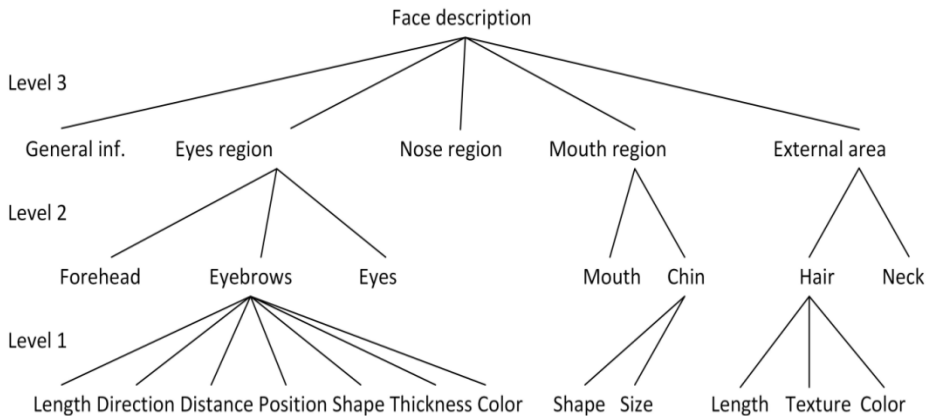 Face description
Level 3
General inf. Eyes region Nose region Mouth region External area
Level 2
Forehead Eyebrows Eyes Mouth Chin Hair Neck
Level 1
Length Direction Distance Position Shape Thickness Color Shape Size Length Texture Color